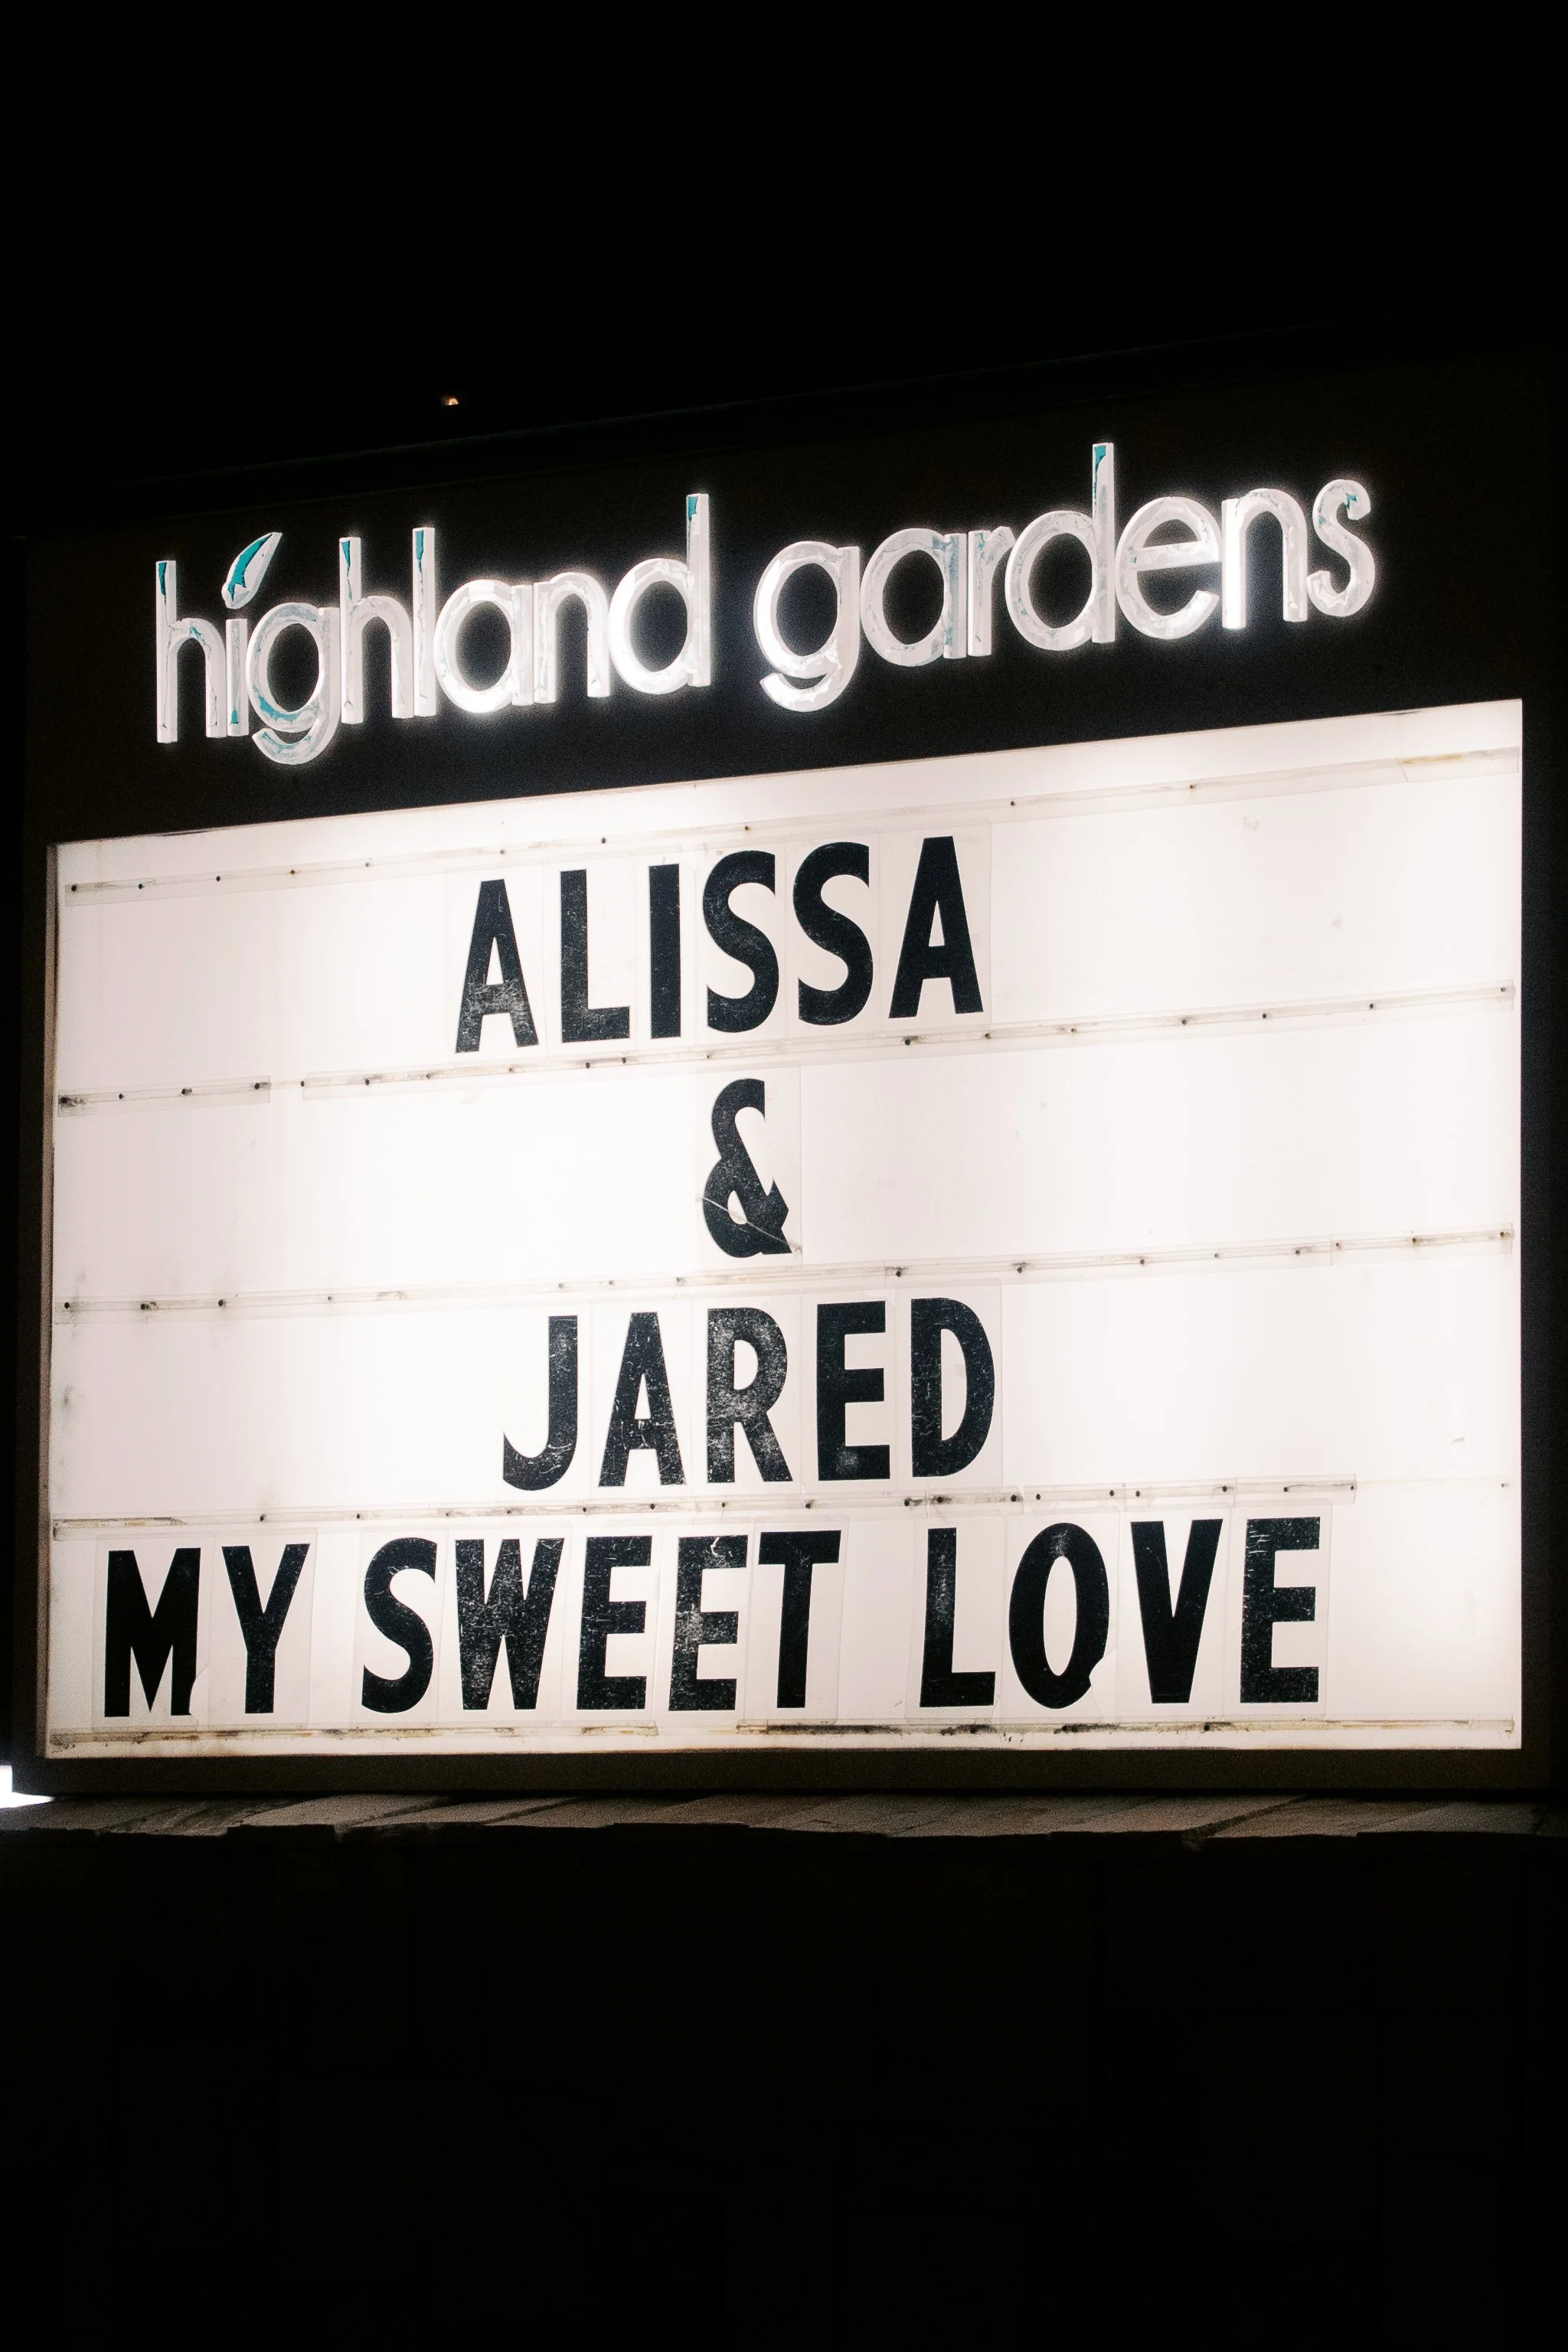 highland gardens
ALISSA
&
JARED
MY SWEET LOVE